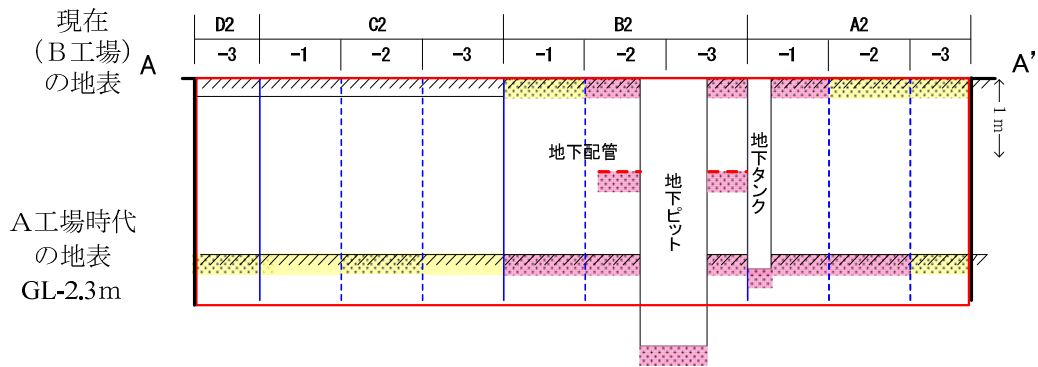 現在
（Ｂ工場）
の地表
A
D2 C2 B2 A2
-3 -1 -2 -3 -1 -2 -3 -1 -2 -3
A'
1ｍ
地下配管
地下ピット
地下タンク
Ａ工場時代
の地表
GL-2.3ｍ